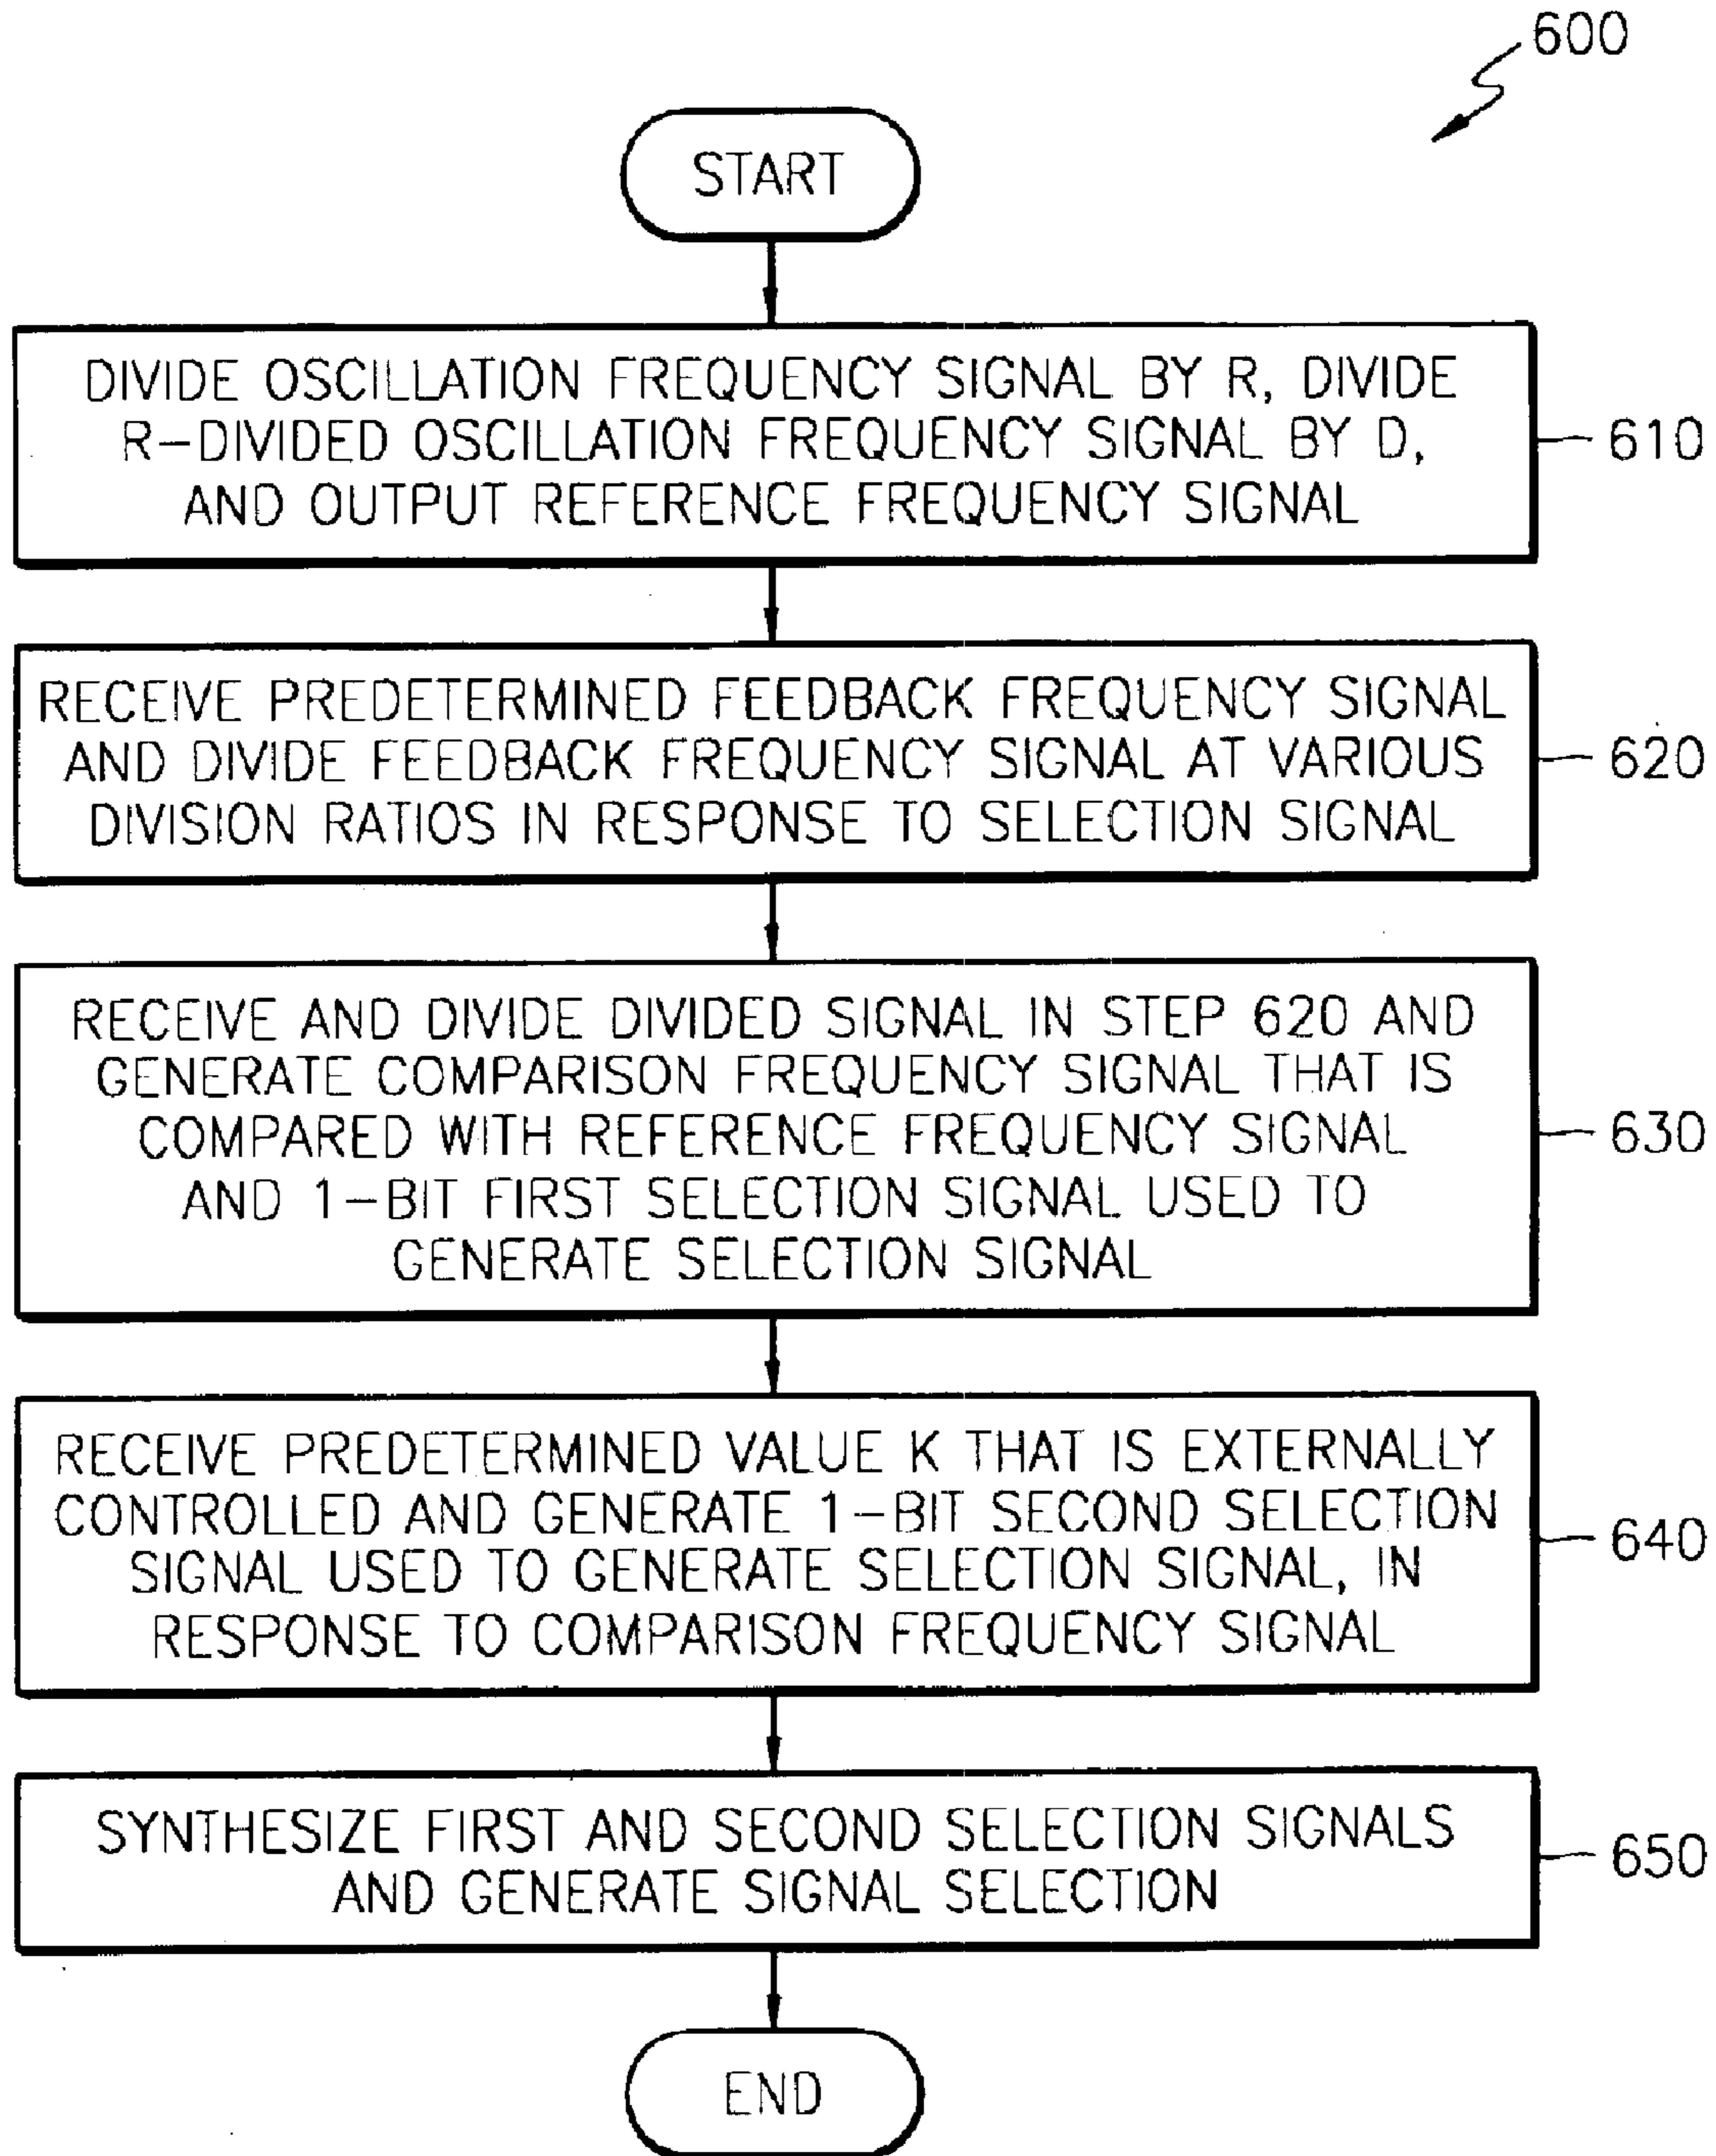 600
START
DIVIDE OSCILLATION FREQUENCY SIGNAL BY R, DIVIDE
R-DIVIDED OSCILLATION FREQUENCY SIGNAL BY D,
AND OUTPUT REFERENCE FREQUENCY SIGNAL
610
RECEIVE PREDETERMINED FEEDBACK FREQUENCY SIGNAL
AND DIVIDE FEEDBACK FREQUENCY SIGNAL AT VARIOUS
DIVISION RATIOS IN RESPONSE TO SELECTION SIGNAL
620
RECEIVE AND DIVIDE DIVIDED SIGNAL IN STEP 620 AND
GENERATE COMPARISON FREQUENCY SIGNAL THAT IS
COMPARED WITH REFERENCE FREQUENCY SIGNAL
AND 1-BIT FIRST SELECTION SIGNAL USED TO
GENERATE SELECTION SIGNAL
630
RECEIVE PREDETERMINED VALUE K THAT IS EXTERNALLY
CONTROLLED AND GENERATE 1-BIT SECOND SELECTION
SIGNAL USED TO GENERATE SELECTION SIGNAL, IN
RESPONSE TO COMPARISON FREQUENCY SIGNAL
640
SYNTHESIZE FIRST AND SECOND SELECTION SIGNALS
AND GENERATE SIGNAL SELECTION
650
END